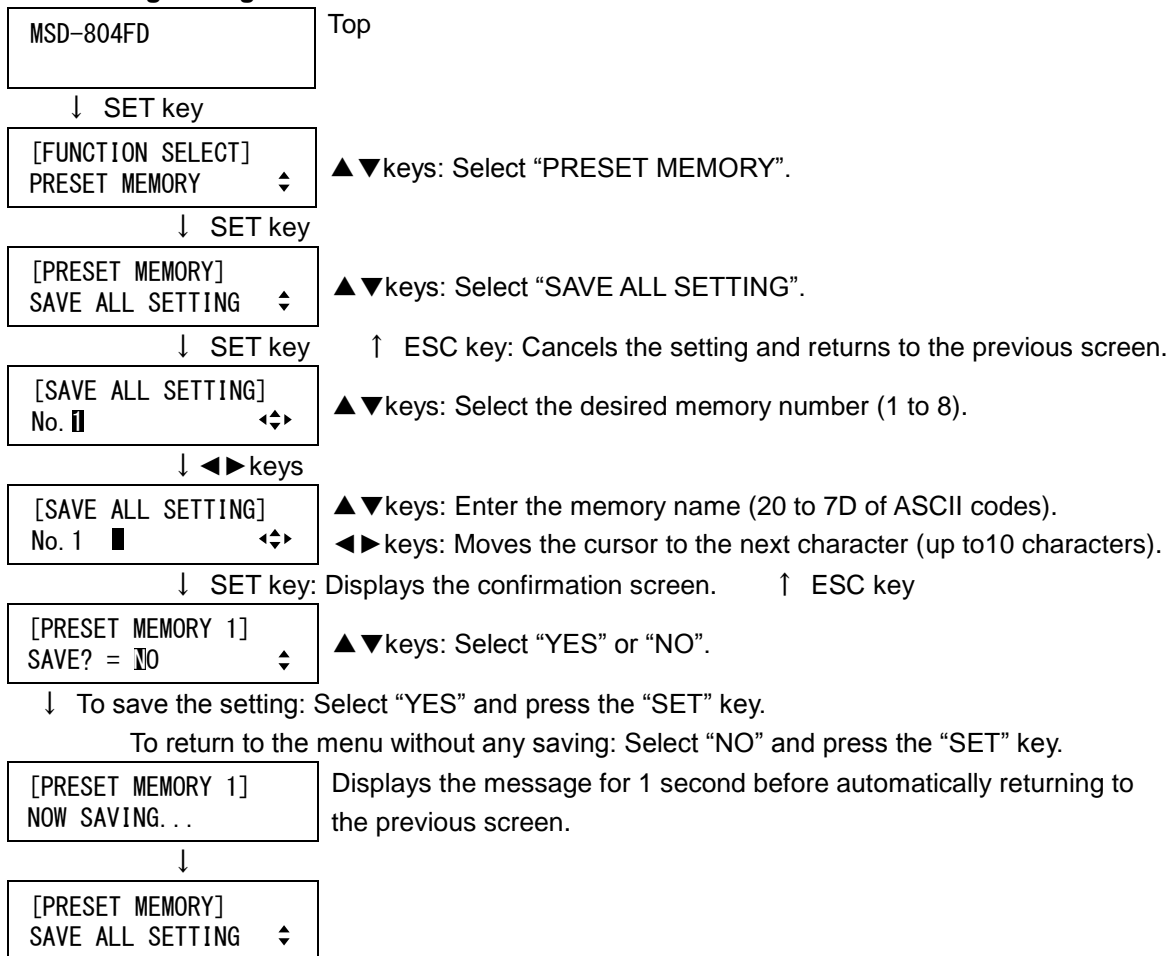 MSD-804FD
Top
↓ SET key
[FUNCTION SELECT]
PRESET MEMORY
▲▼keys: Select “PRESET MEMORY”.
↓ SET key
[PRESET MEMORY]
SAVE ALL SETTING
▲▼keys: Select “SAVE ALL SETTING”.
↓ SET key ↑ ESC key: Cancels the setting and returns to the previous screen.
[SAVE ALL SETTING]
No. 1
▲▼keys: Select the desired memory number (1 to 8).
↓◄►keys
[SAVE ALL SETTING]
No. 1
▲▼keys: Enter the memory name (20 to 7D of ASCII codes).
◄►keys: Moves the cursor to the next character (up to10 characters).
↓ SET key: Displays the confirmation screen. ↑ ESC key
[PRESET MEMORY 1]
SAVE? = NO
▲▼keys: Select “YES” or “NO”.
↓ To save the setting: Select “YES” and press the “SET” key.
To return to the menu without any saving: Select “NO” and press the “SET” key.
[PRESET MEMORY 1]
NOW SAVING...
Displays the message for 1 second before automatically returning to
the previous screen.
↓
[PRESET MEMORY]
SAVE ALL SETTING